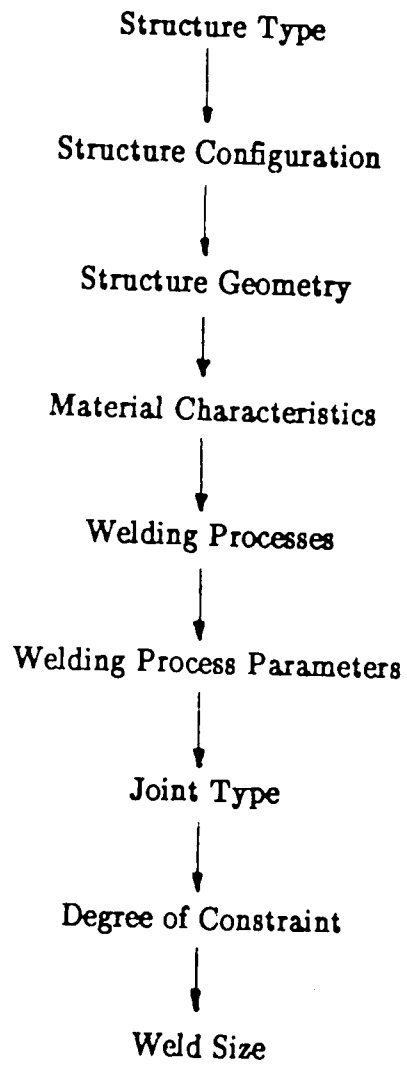 Structure Type
Structure Configuration
Structure Geometry
Material Characteristics
Welding Processes
Welding Process Parameters
Joint Type
Degree of Constraint
Weld Size